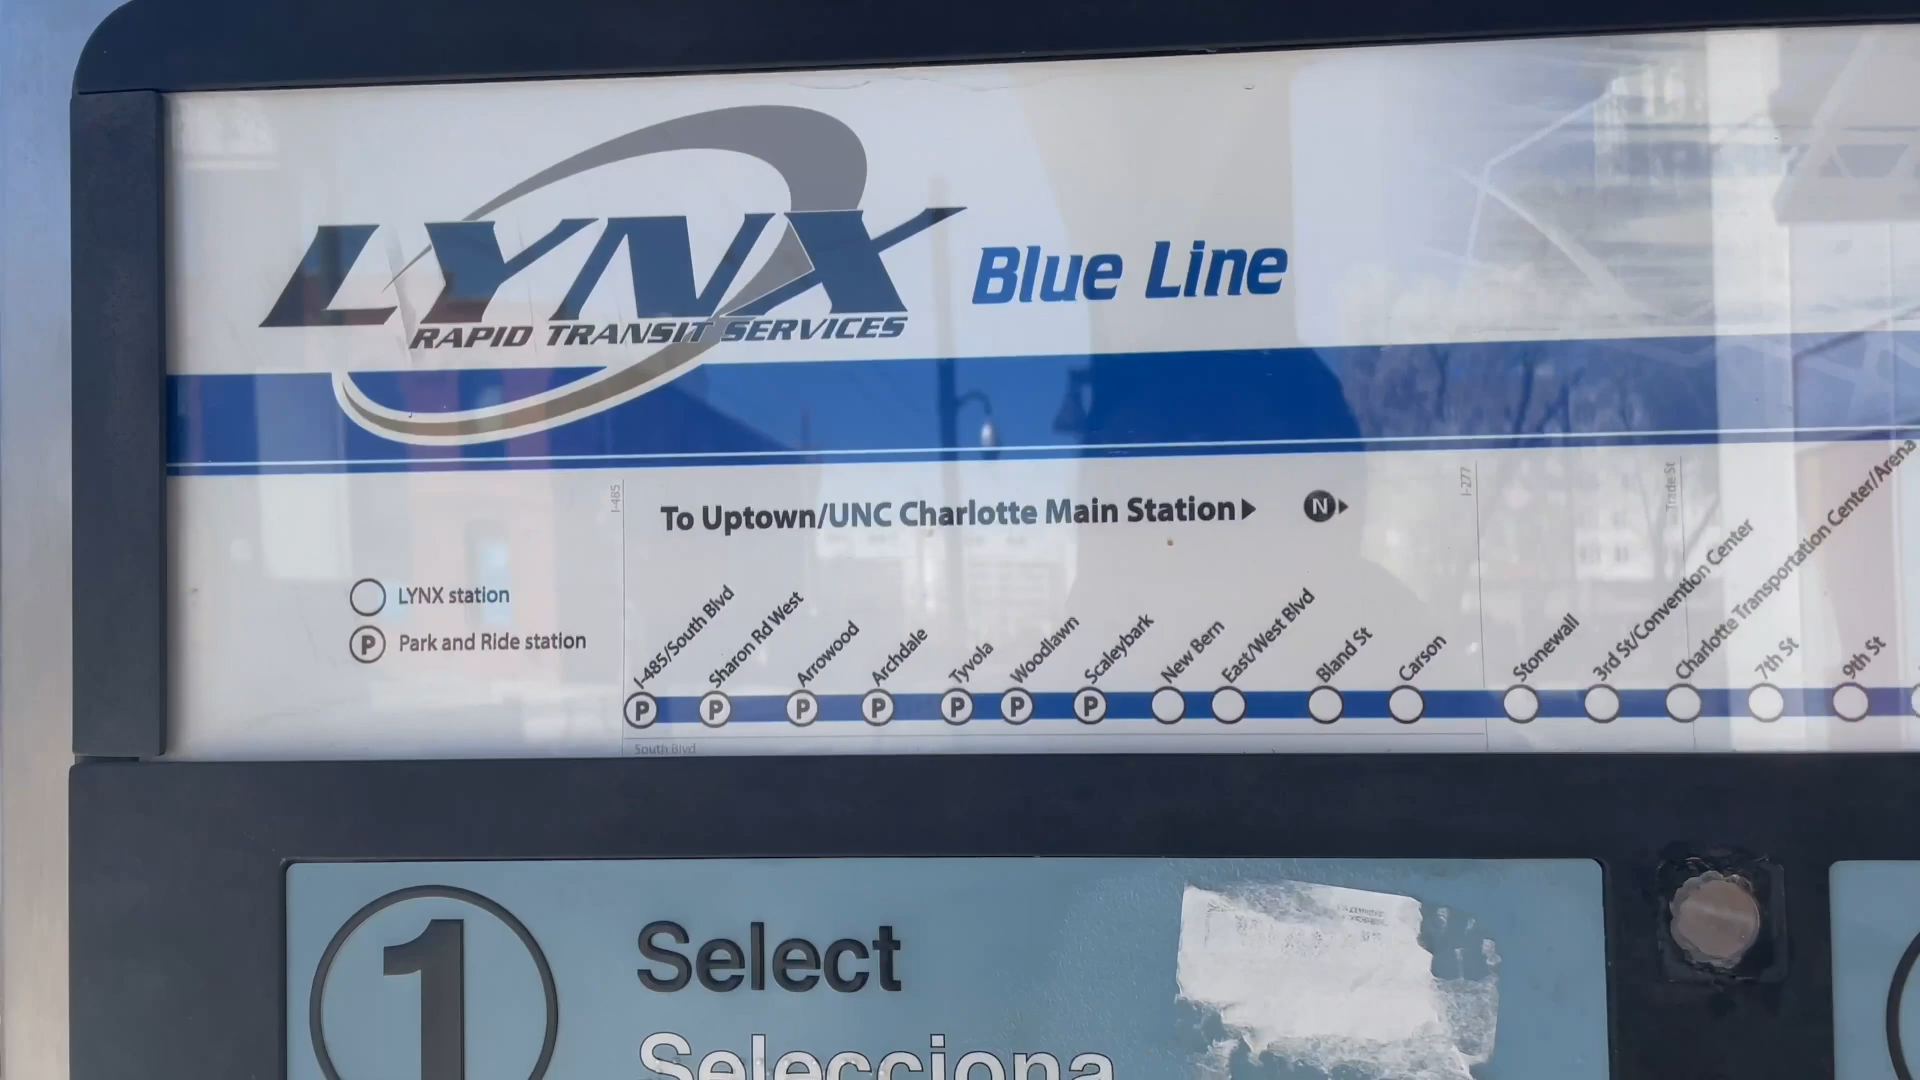 LYNX
RAPID TRANSIT SERVICES
Blue Line
I-485
To Uptown/UNC Charlotte Main Station
N
I-277
Trade St
LYNX station
P Park and Ride station
I-485/South Blvd
Sharon Rd West
Arrowood
Archdale
Tyvola
Woodlawn
Scaleybark
New Bern
East/West Blvd
Bland St
Carson
Stonewall
3rd St/Convention Center
Charlotte Transportation Center/Arena
7th St
9th St
P P P P P P P
South Blvd
1
Select
Selecciona